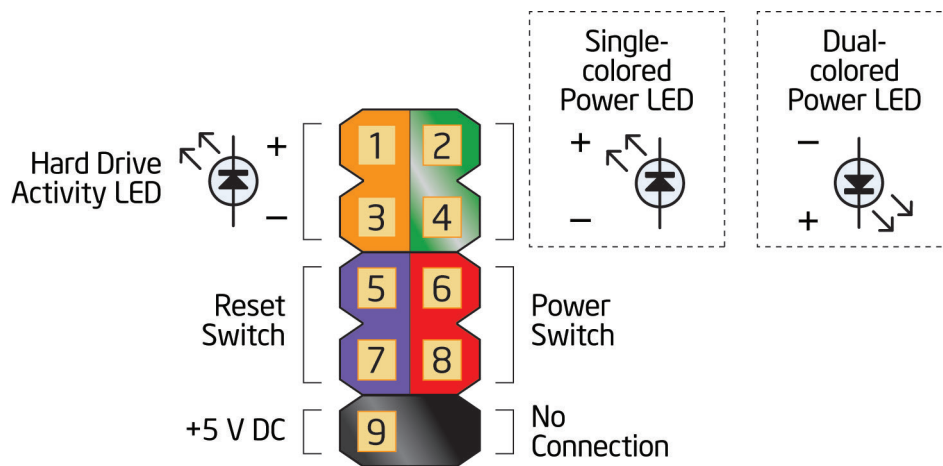 Single-
colored
Power LED
Dual-
colored
Power LED
Hard Drive
Activity LED
+
−
1
2
3
4
+
−
−
+
Reset
Switch
5
6
7
8
Power
Switch
+5 V DC
9
No
Connection